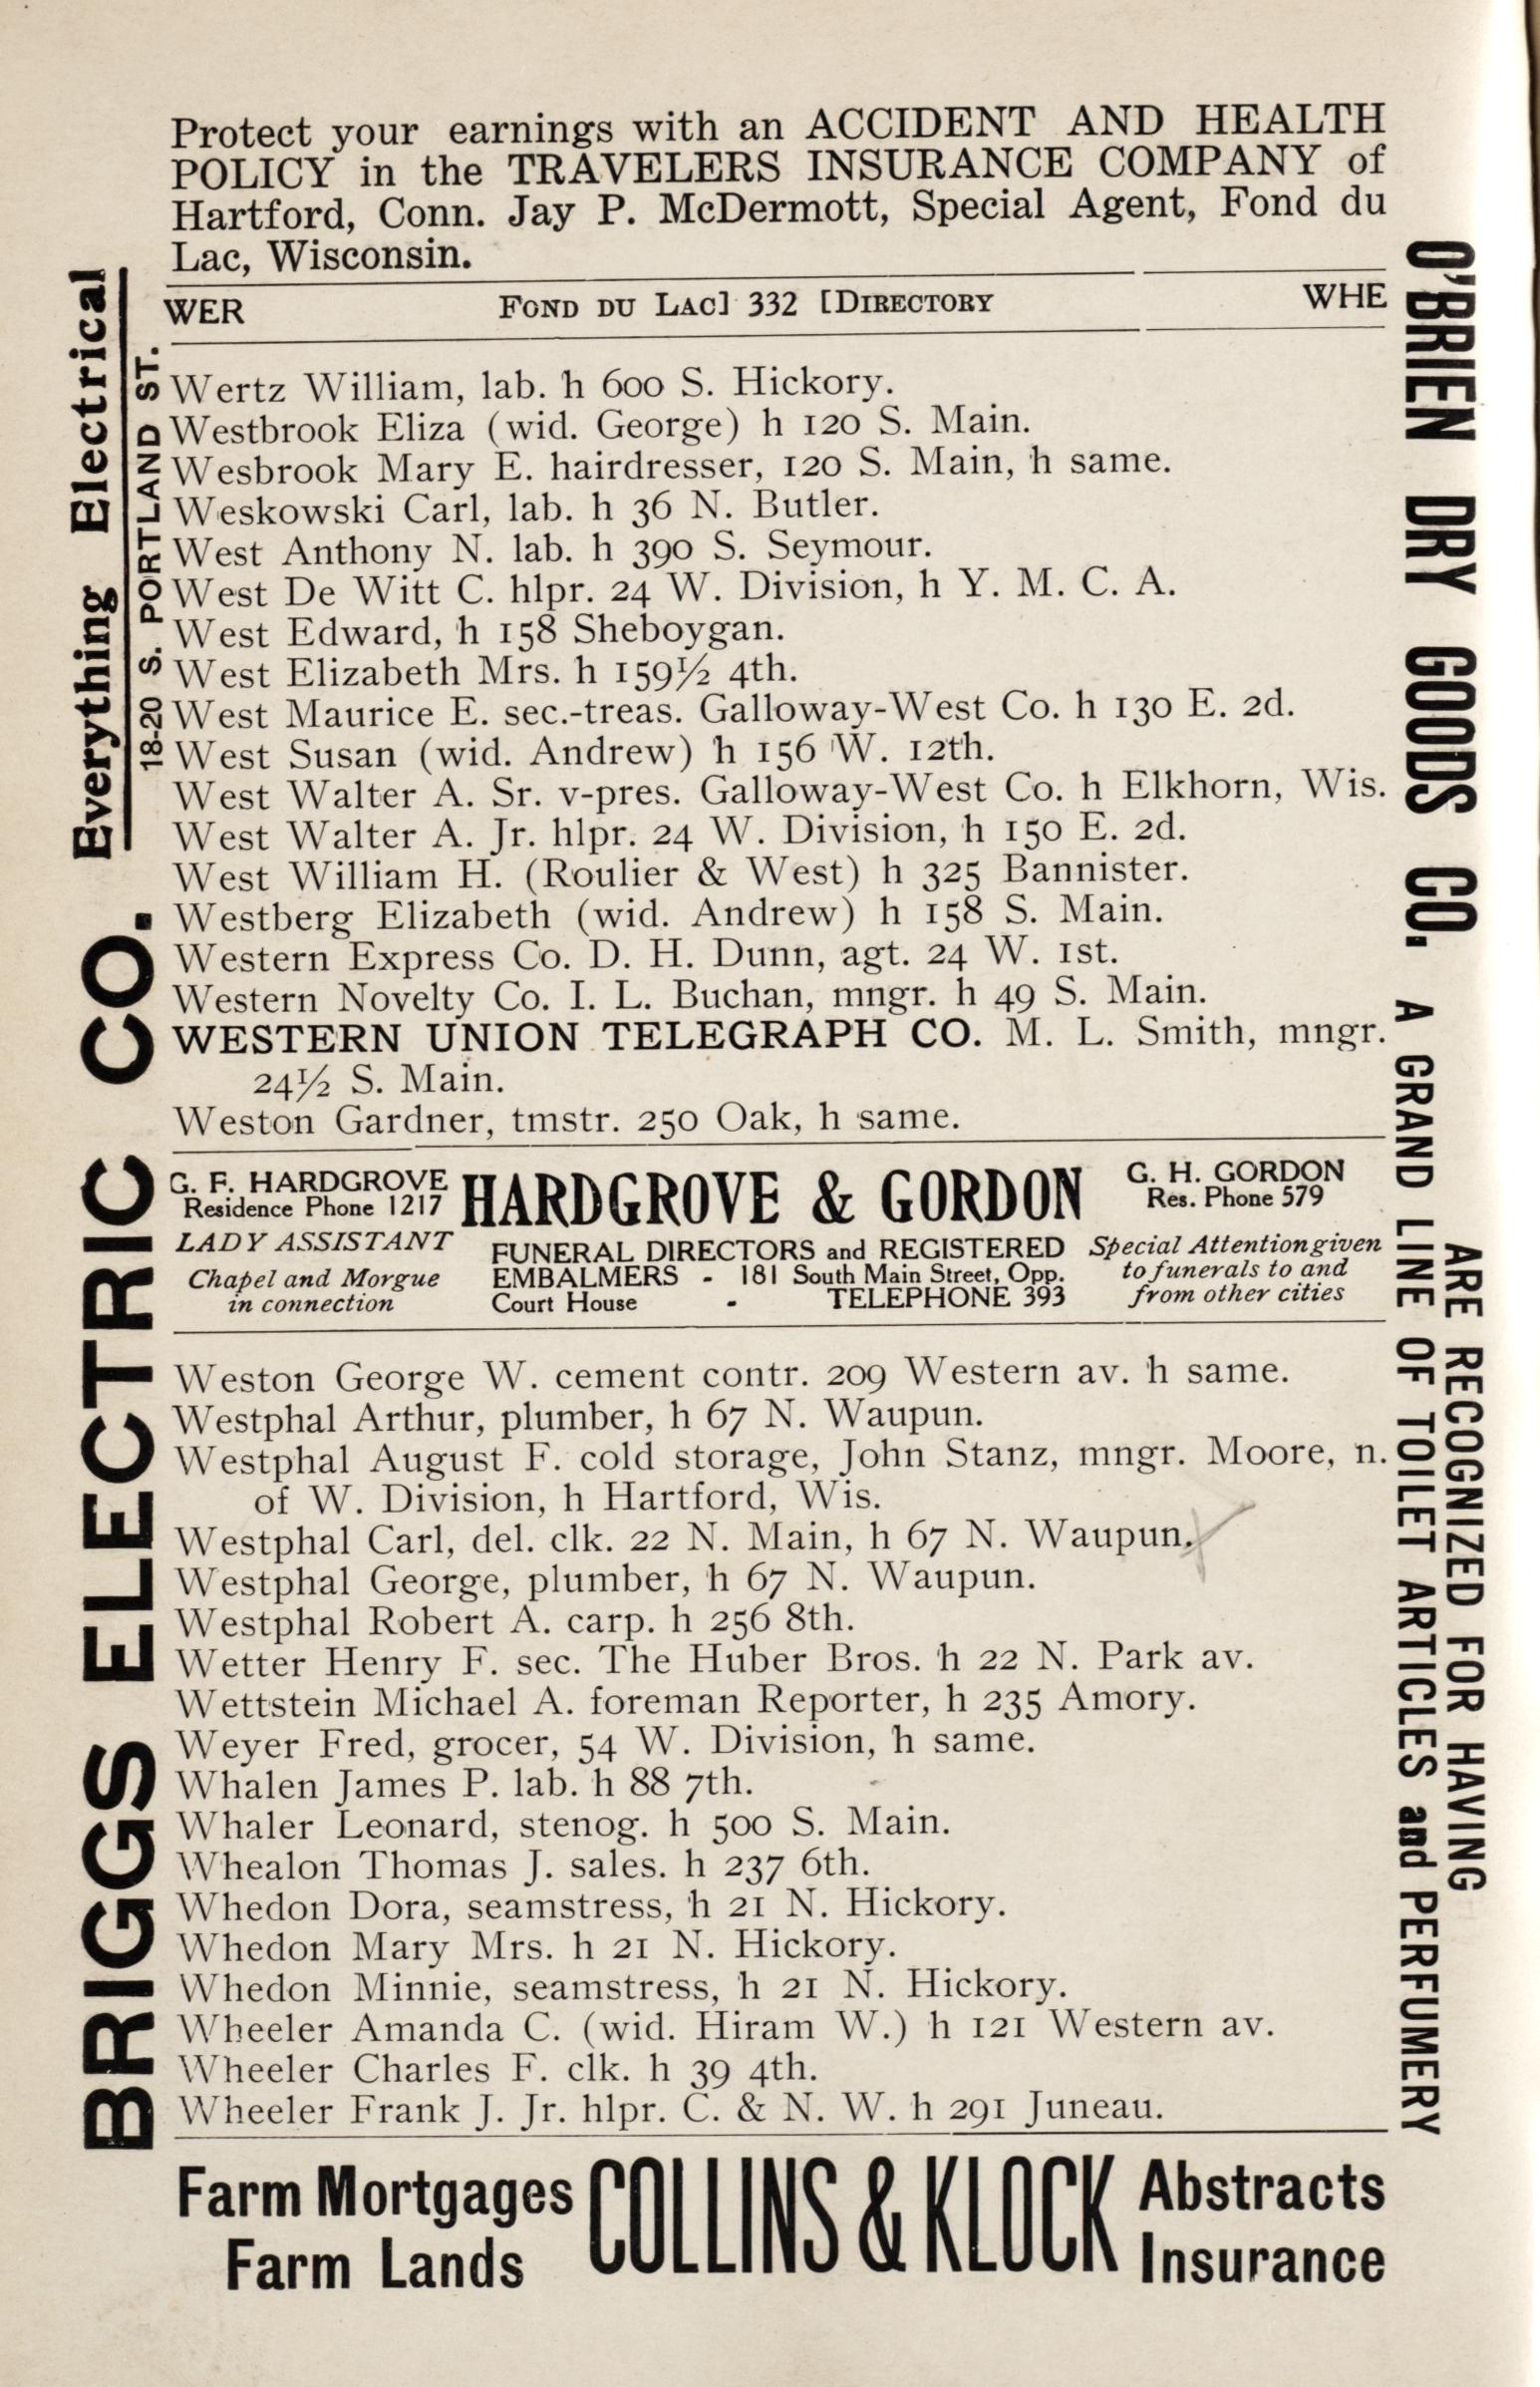 Protect your earnings with an ACCIDENT AND HEALTH
POLICY in the TRAVELERS INSURANCE COMPANY of
Hartford, Conn. Jay P. McDermott, Special Agent, Fond du
Lac, Wisconsin.
WER FOND DU LAC] 332 [DIRECTORY WHE
Wertz William, lab. h 600 S. Hickory.
Westbrook Eliza (wid. George) h 120 S. Main.
Wesbrook Mary E. hairdresser, 120 S. Main, h same.
Weskowski Carl, lab. h 36 N. Butler.
West Anthony N. lab. h 390 S. Seymour.
West De Witt C. hlpr. 24 W. Division, h Y. M. C. A.
West Edward, h 158 Sheboygan.
West Elizabeth Mrs. h 159½ 4th.
West Maurice E. sec.-treas. Galloway-West Co. h 130 E. 2d.
West Susan (wid. Andrew) h 156 W. 12th.
West Walter A. Sr. v-pres. Galloway-West Co. h Elkhorn, Wis.
West Walter A. Jr. hlpr. 24 W. Division, h 150 E. 2d.
West William H. (Roulier & West) h 325 Bannister.
Westberg Elizabeth (wid. Andrew) h 158 S. Main.
Western Express Co. D. H. Dunn, agt. 24 W. 1st.
Western Novelty Co. I. L. Buchan, mngr. h 49 S. Main.
WESTERN UNION TELEGRAPH CO. M. L. Smith, mngr.
24½ S. Main.
Weston Gardner, tmstr. 250 Oak, h same.
G. F. HARDGROVE
Residence Phone 1217
LADY ASSISTANT
Chapel and Morgue
in connection
HARDGROVE & GORDON
FUNERAL DIRECTORS and REGISTERED
EMBALMERS - 181 South Main Street, Opp.
Court House - TELEPHONE 393
G. H. GORDON
Res. Phone 579
Special Attention given
to funerals to and
from other cities
Weston George W. cement contr. 209 Western av. h same.
Westphal Arthur, plumber, h 67 N. Waupun.
Westphal August F. cold storage, John Stanz, mngr. Moore, n.
of W. Division, h Hartford, Wis.
Westphal Carl, del. clk. 22 N. Main, h 67 N. Waupun.
Westphal George, plumber, h 67 N. Waupun.
Westphal Robert A. carp. h 256 8th.
Wetter Henry F. sec. The Huber Bros. h 22 N. Park av.
Wettstein Michael A. foreman Reporter, h 235 Amory.
Weyer Fred, grocer, 54 W. Division, h same.
Whalen James P. lab. h 88 7th.
Whaler Leonard, stenog. h 500 S. Main.
Whealon Thomas J. sales. h 237 6th.
Whedon Dora, seamstress, h 21 N. Hickory.
Whedon Mary Mrs. h 21 N. Hickory.
Whedon Minnie, seamstress, h 21 N. Hickory.
Wheeler Amanda C. (wid. Hiram W.) h 121 Western av.
Wheeler Charles F. clk. h 39 4th.
Wheeler Frank J. Jr. hlpr. C. & N. W. h 291 Juneau.
Farm Mortgages
Farm Lands
COLLINS & KLOCK
Abstracts
Insurance
BRIGGS ELECTRIC CO. Everything Electrical
18-20 S. PORTLAND ST.
O'BRIEN DRY GOODS CO.
ARE RECOGNIZED FOR HAVING
A GRAND LINE OF TOILET ARTICLES and PERFUMERY